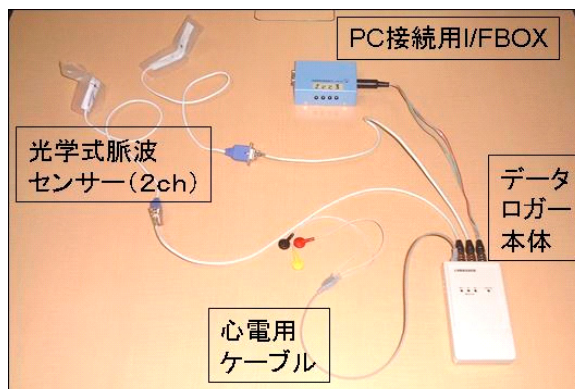 PC接続用I/FBOX
光学式脈波
センサー(2ch)
データ
ロガー
本体
心電用
ケーブル